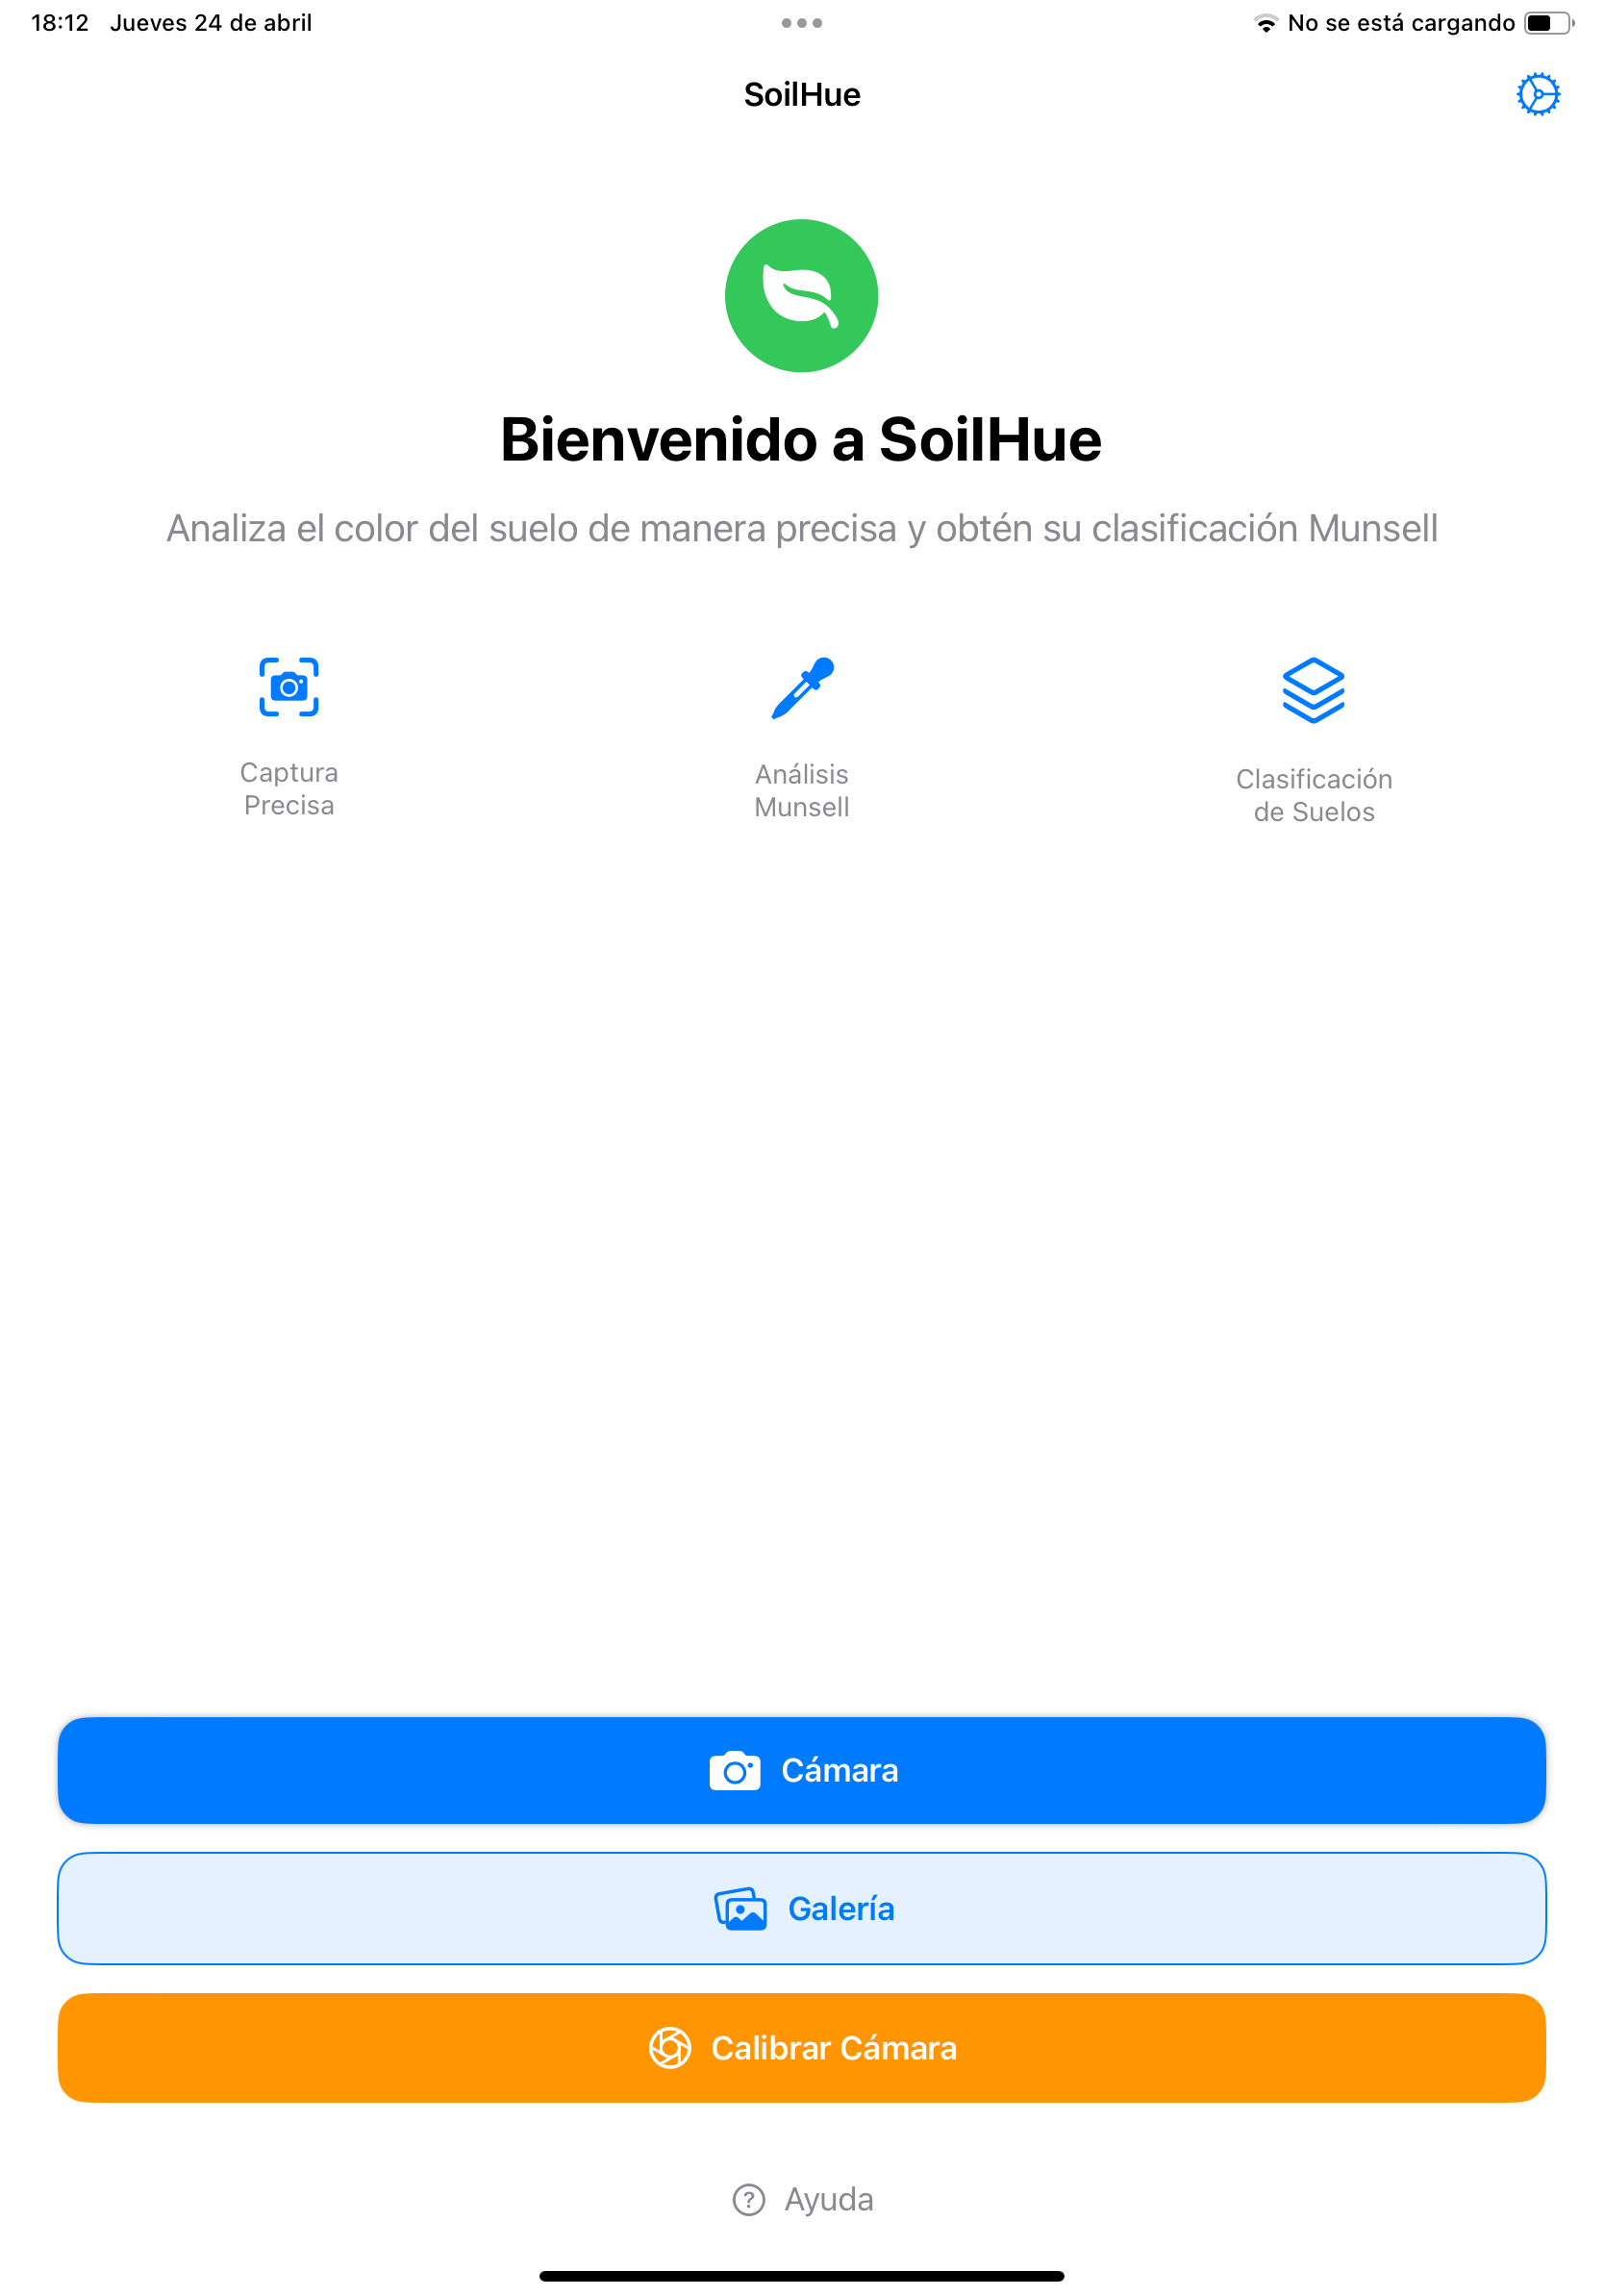 18:12 Jueves 24 de abril
No se está cargando
SoilHue
Bienvenido a SoilHue
Analiza el color del suelo de manera precisa y obtén su clasificación Munsell
Captura
Precisa
Análisis
Munsell
Clasificación
de Suelos
Cámara
Galería
Calibrar Cámara
? Ayuda